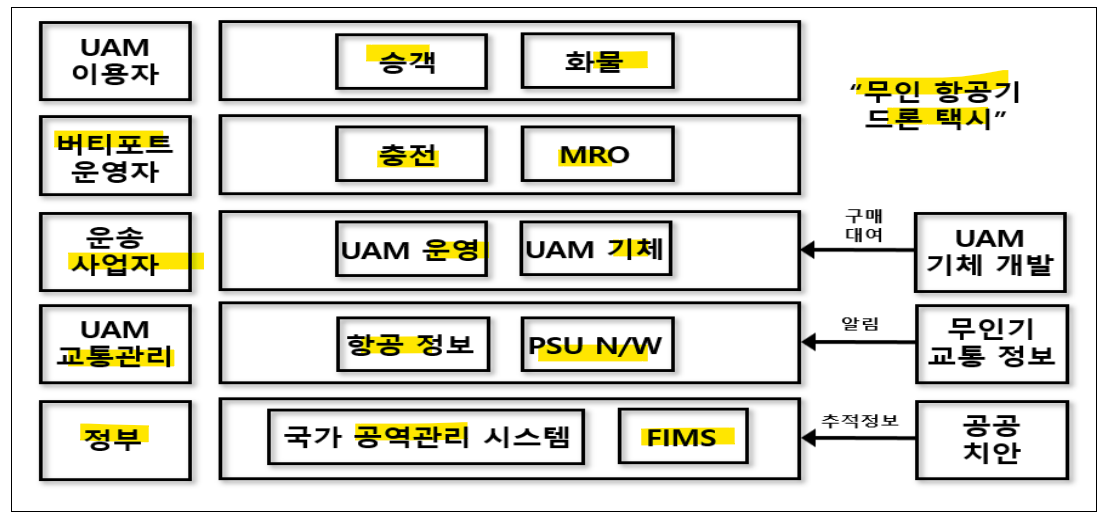 UAM
이용자
승객
화물
“무인 항공기
드론 택시”
버티포트
운영자
충전
MRO
운송
사업자
UAM 운영
UAM 기체
구매
대여
UAM
기체 개발
UAM
교통관리
항공 정보
PSU N/W
알림
무인기
교통 정보
정부
국가 공역관리 시스템
FIMS
추적정보
공공
치안